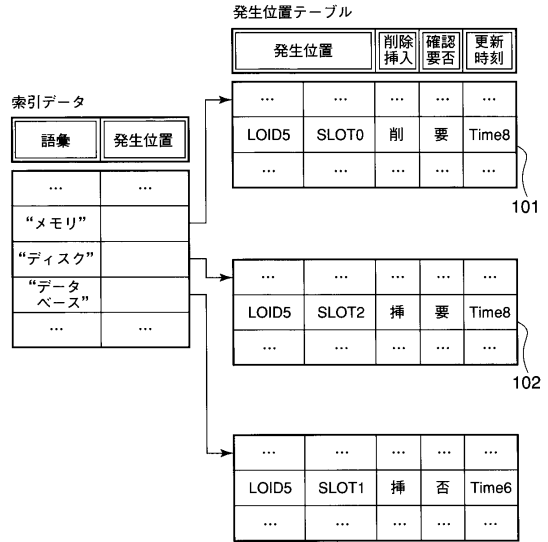 発生位置テーブル
発生位置 削除挿入 確認要否 更新時刻
… … … … …
LOID5 SLOT0 削 要 Time8
… … … … …
101
索引データ
語彙 発生位置
… …
“メモリ”
“ディスク”
“データ
ベース”
… …
… … … … …
LOID5 SLOT2 挿 要 Time8
… … … … …
102
… … … … …
LOID5 SLOT1 挿 否 Time6
… … … … …